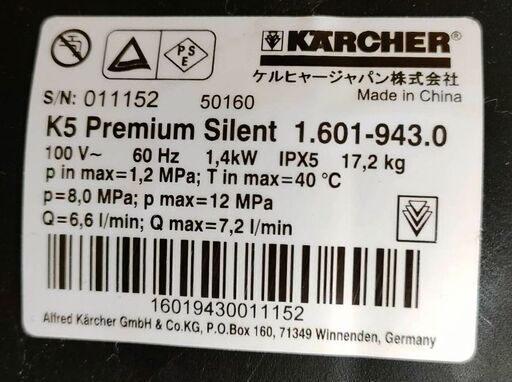 PS
E
KÄRCHER
ケルヒャージャパン株式会社
Made in China
S/N: 011152 50160
K5 Premium Silent 1.601-943.0
100 V~ 60 Hz 1,4kW IPX5 17,2 kg
p in max=1,2 MPa; T in max=40 °C
p=8,0 MPa; p max=12 MPa
Q=6,6 l/min; Q max=7,2 l/min
16019430011152
Alfred Kärcher GmbH & Co.KG, P.O.Box 160, 71349 Winnenden, Germany